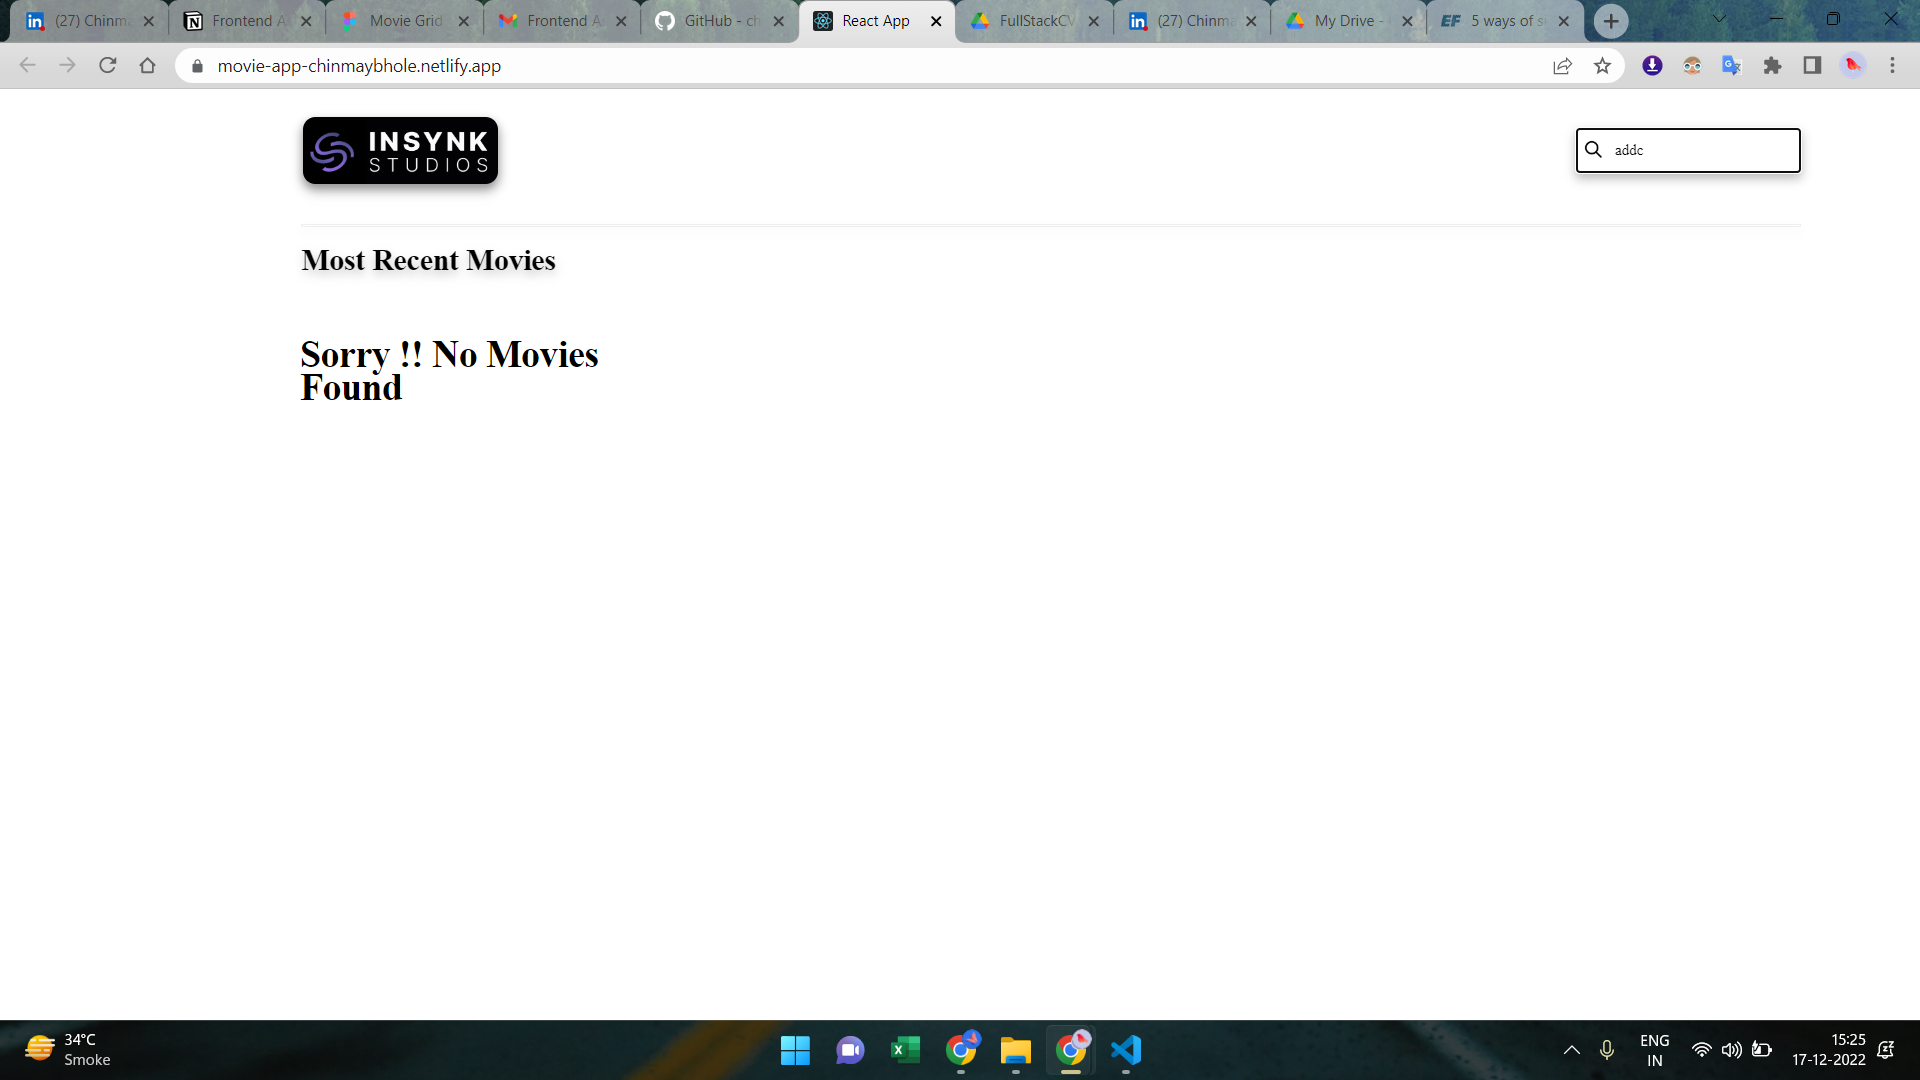 (27) Chinma
Frontend A
Movie Grid
Frontend A
GitHub - ch
React App
FullStackCV
(27) Chinma
My Drive -
EF 5 ways of s
movie-app-chinmaybhole.netlify.app
INSYNK
STUDIOS
addc
Most Recent Movies
Sorry !! No Movies
Found
34°C
Smoke
ENG
IN
15:25
17-12-2022